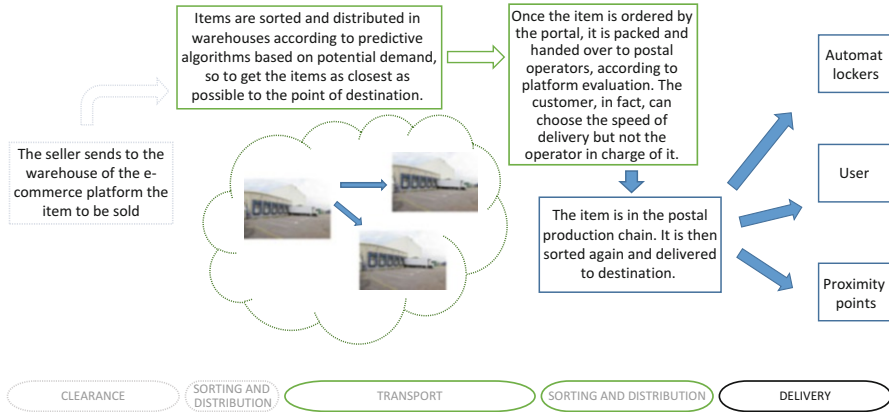 Items are sorted and distributed in
warehouses according to predictive
algorithms based on potential demand,
so to get the items as closest as
possible to the point of destination.
Once the item is ordered by
the portal, it is packed and
handed over to postal
operators, according to
platform evaluation. The
customer, in fact, can
choose the speed of
delivery but not the
operator in charge of it.
Automat
lockers
The seller sends to the
warehouse of the e-
commerce platform the
item to be sold
User
The item is in the postal
production chain. It is then
sorted again and delivered
to destination.
Proximity
points
CLEARANCE
SORTING AND
DISTRIBUTION
TRANSPORT
SORTING AND DISTRIBUTION
DELIVERY